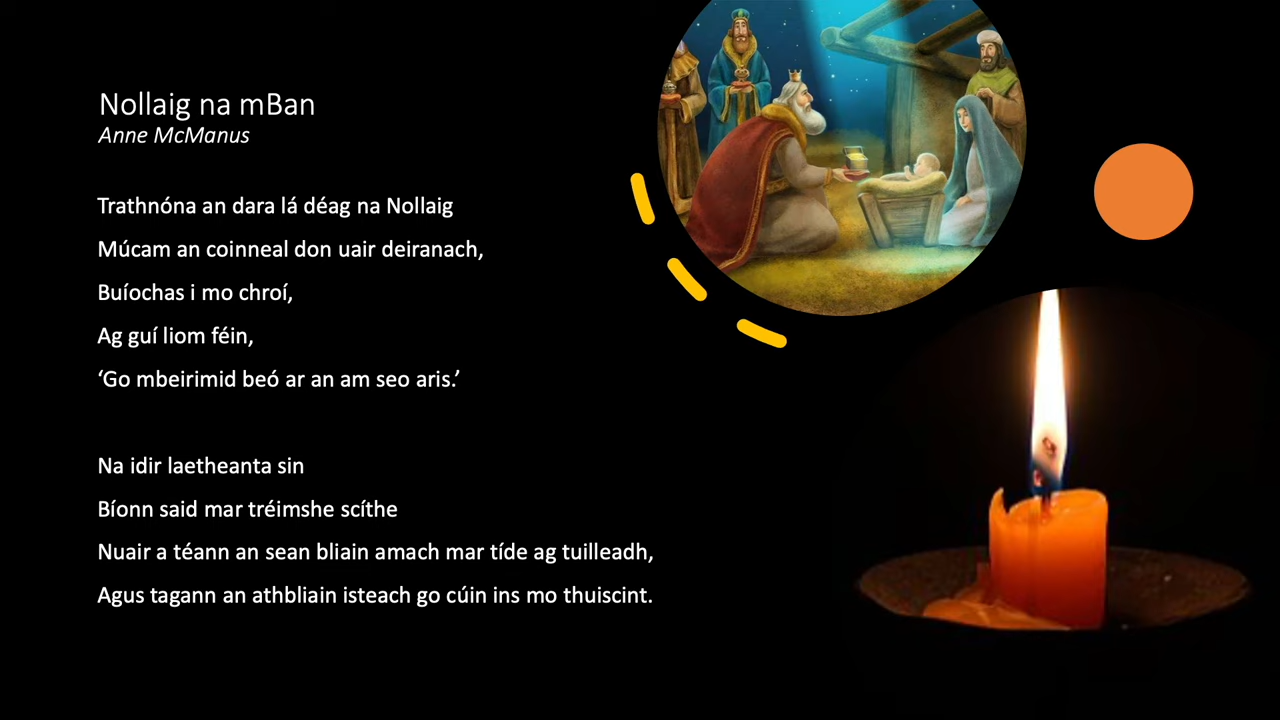 Nollaig na mBan
Anne McManus
Trathnóna an dara lá déag na Nollaig
Múcam an coinneal don uair deiranach,
Buíochas i mo chroí,
Ag guí liom féin,
‘Go mbeirimid beó ar an am seo aris.’
Na idir laetheanta sin
Bíonn said mar tréimshe scíthe
Nuair a téann an sean bliain amach mar tíde ag tuilleadh,
Agus tagann an athbliain isteach go cúin ins mo thuiscint.